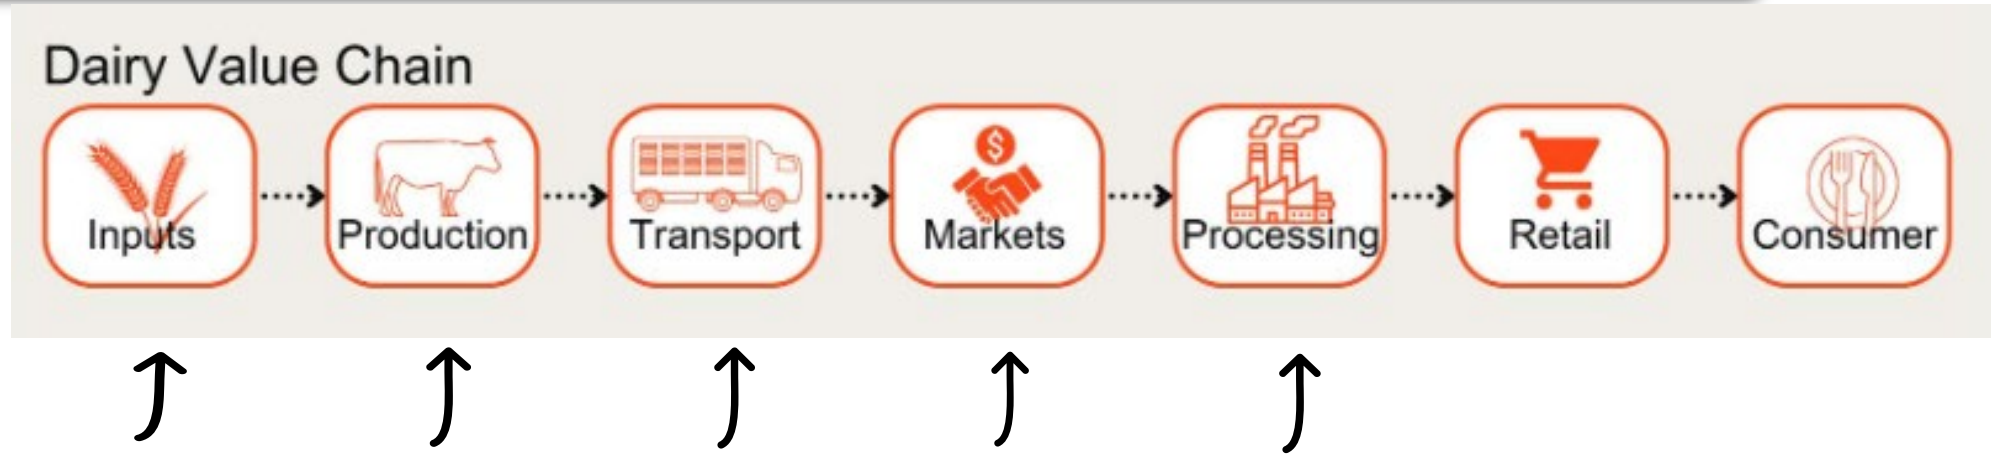 Dairy Value Chain
Inputs
Production
Transport
Markets
Processing
Retail
Consumer
$